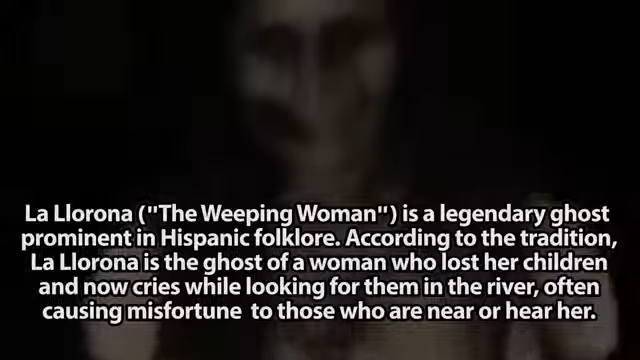 La Llorona ("The Weeping Woman") is a legendary ghost
prominent in Hispanic folklore. According to the tradition,
La Llorona is the ghost of a woman who lost her children
and now cries while looking for them in the river, often
causing misfortune to those who are near or hear her.